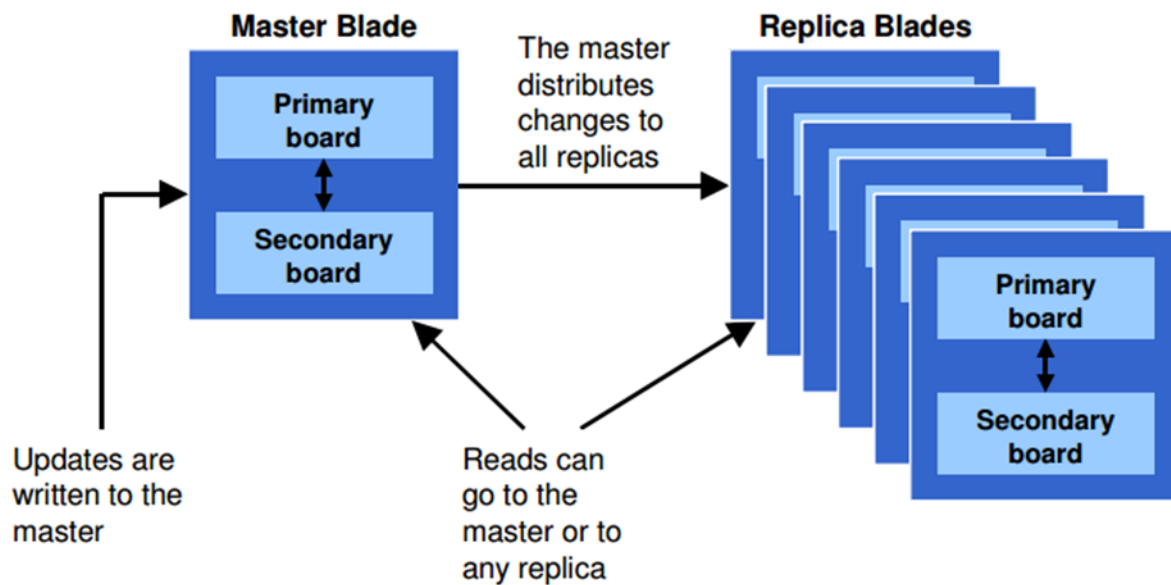 Master Blade
Primary
board
Secondary
board
The master
distributes
changes to
all replicas
Replica Blades
Primary
board
Secondary
board
Updates are
written to the
master
Reads can
go to the
master or to
any replica